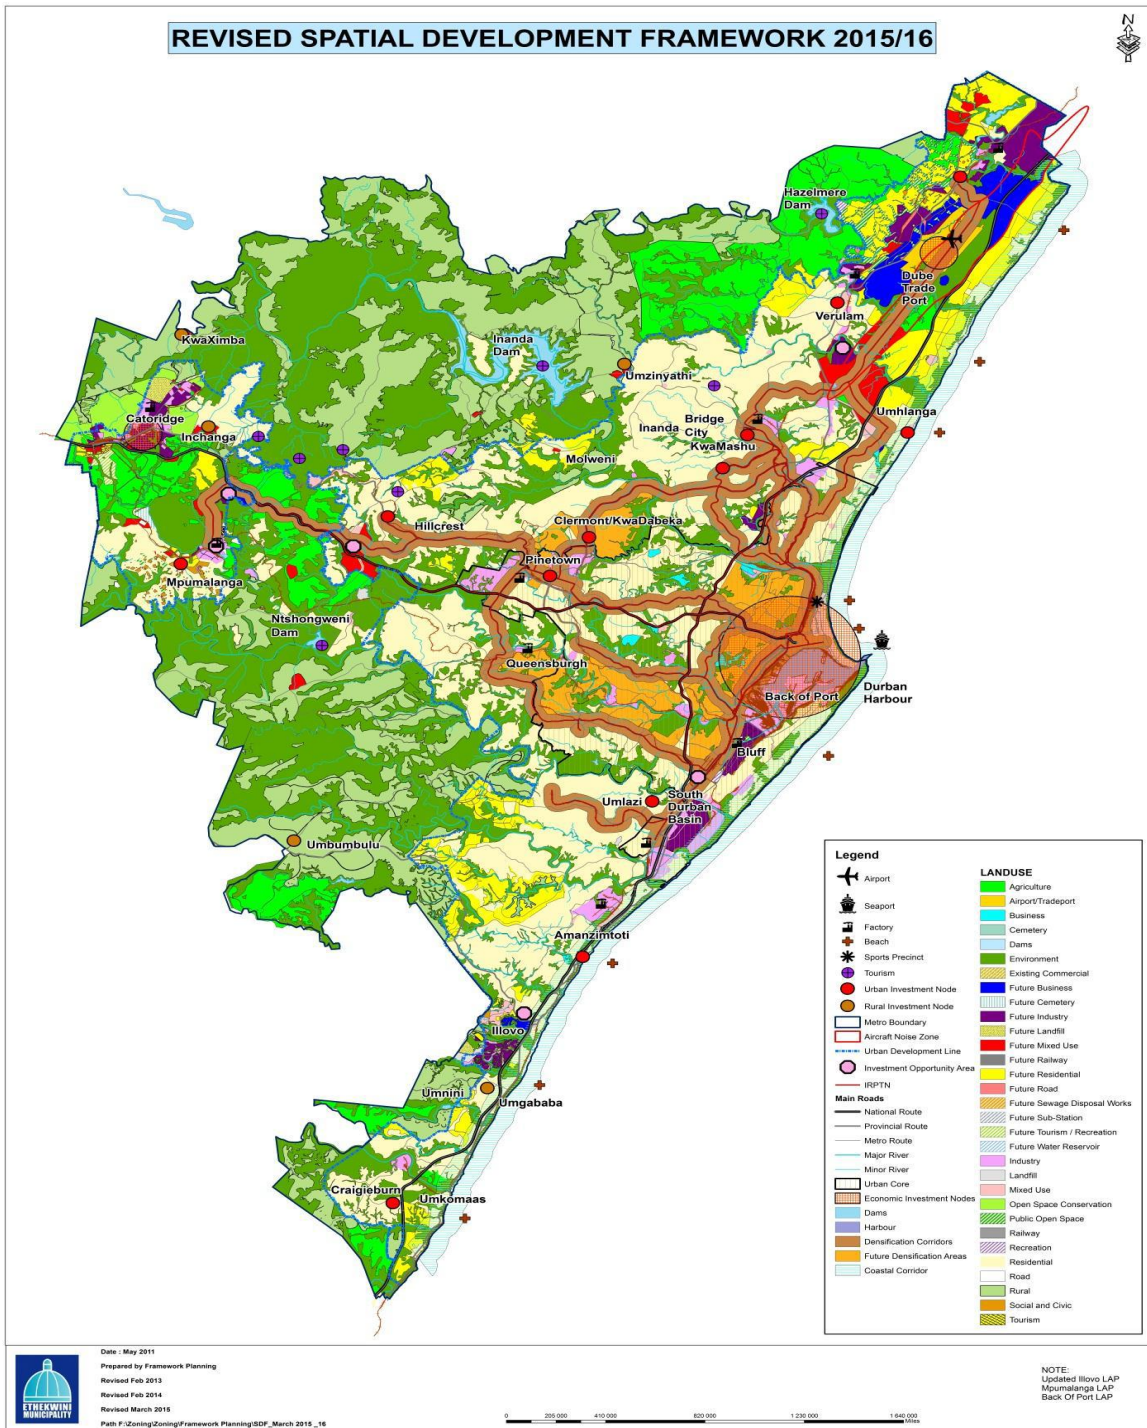 REVISED SPATIAL DEVELOPMENT FRAMEWORK 2015/16
N
Hazelmere
Dam
Dube
Trade
Port
Verulam
KwaXimba
Inanda
Dam
Umzinyathi
Catoridge
Inchanga
Bridge
City
Inanda
KwaMashu
Umhlanga
Molweni
Hillcrest
Clermont/KwaDabeka
Pinetown
Mpumalanga
Ntshongweni
Dam
Queensburgh
Back of Port
Durban
Harbour
Bluff
Umlazi
South
Durban
Basin
Umbumbulu
Amanzimtoti
Illovo
Umnini
Umgababa
Craigieburn
Umkomaas
Legend
Airport
Seaport
Factory
Beach
Sports Precinct
Tourism
Urban Investment Node
Rural Investment Node
Metro Boundary
Aircraft Noise Zone
Urban Development Line
Investment Opportunity Area
IRPTN
Main Roads
National Route
Provincial Route
Metro Route
Major River
Minor River
Urban Core
Economic Investment Nodes
Dams
Harbour
Densification Corridors
Future Densification Areas
Coastal Corridor
LANDUSE
Agriculture
Airport/Tradeport
Business
Cemetery
Dams
Environment
Existing Commercial
Future Business
Future Cemetery
Future Industry
Future Landfill
Future Mixed Use
Future Railway
Future Residential
Future Road
Future Sewage Disposal Works
Future Sub-Station
Future Tourism / Recreation
Future Water Reservoir
Industry
Landfill
Mixed Use
Open Space Conservation
Public Open Space
Railway
Recreation
Residential
Road
Rural
Social and Civic
Tourism
ETHEKWINI
MUNICIPALITY
Date : May 2011
Prepared by Framework Planning
Revised Feb 2013
Revised Feb 2014
Revised March 2015
Path F:\Zoning\Zoning\Framework Planning\SDF_March 2015 _16
0 205 000 410 000 820 000 1 230 000 1 640 000
Miles
NOTE:
Updated Illovo LAP
Mpumalanga LAP
Back Of Port LAP